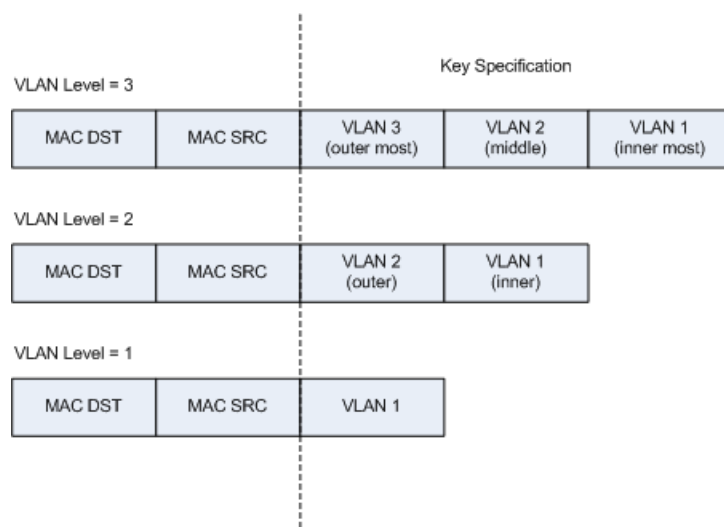 Key Specification
VLAN Level = 3
MAC DST
MAC SRC
VLAN 3
(outer most)
VLAN 2
(middle)
VLAN 1
(inner most)
VLAN Level = 2
MAC DST
MAC SRC
VLAN 2
(outer)
VLAN 1
(inner)
VLAN Level = 1
MAC DST
MAC SRC
VLAN 1